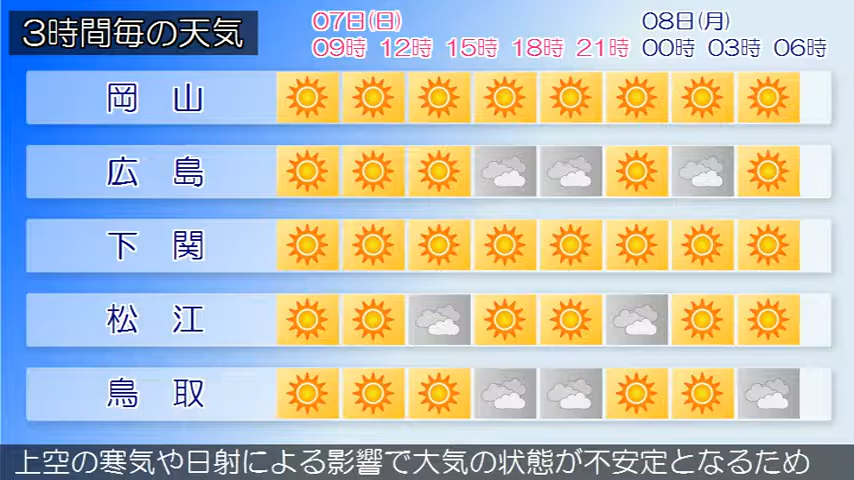 3時間毎の天気
07日(日) 08日(月)
09時 12時 15時 18時 21時 00時 03時 06時
岡山
広島
下関
松江
鳥取
上空の寒気や日射による影響で大気の状態が不安定となるため